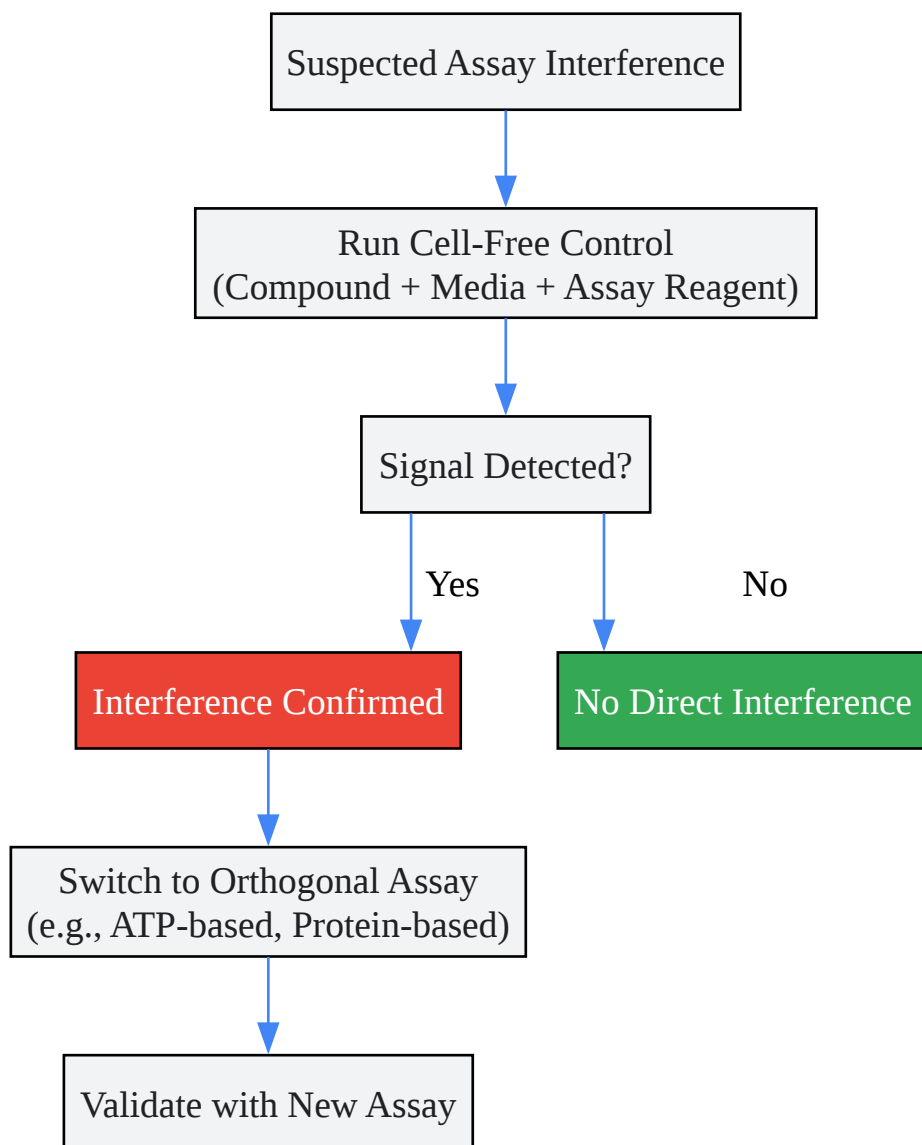 Suspected Assay Interference
Run Cell-Free Control
(Compound + Media + Assay Reagent)
Signal Detected?
Yes
No
Interference Confirmed
No Direct Interference
Switch to Orthogonal Assay
(e.g., ATP-based, Protein-based)
Validate with New Assay